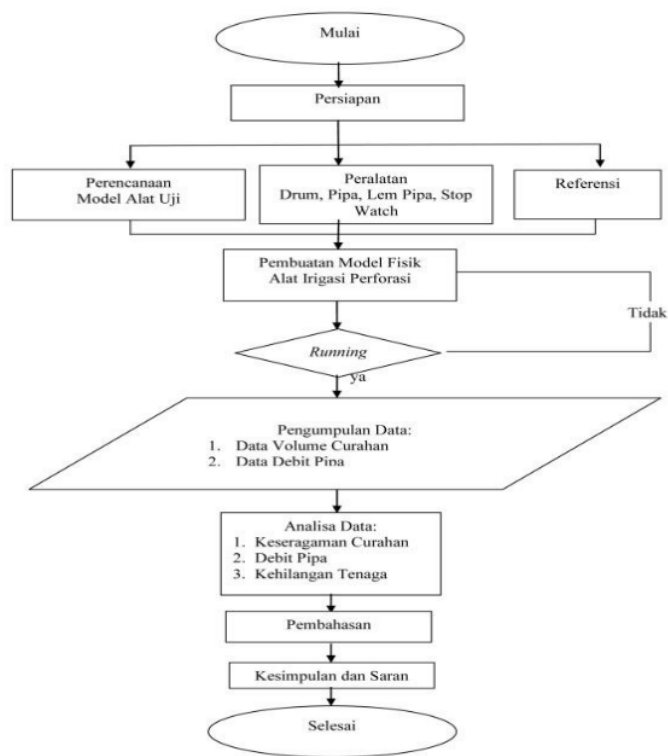 Mulai
Persiapan
Perencanaan
Model Alat Uji
Peralatan
Drum, Pipa, Lem Pipa, Stop
Watch
Referensi
Pembuatan Model Fisik
Alat Irigasi Perforasi
Tidak
Running
ya
Pengumpulan Data:
1. Data Volume Curahan
2. Data Debit Pipa
Analisa Data:
1. Keseragaman Curahan
2. Debit Pipa
3. Kehilangan Tenaga
Pembahasan
Kesimpulan dan Saran
Selesai